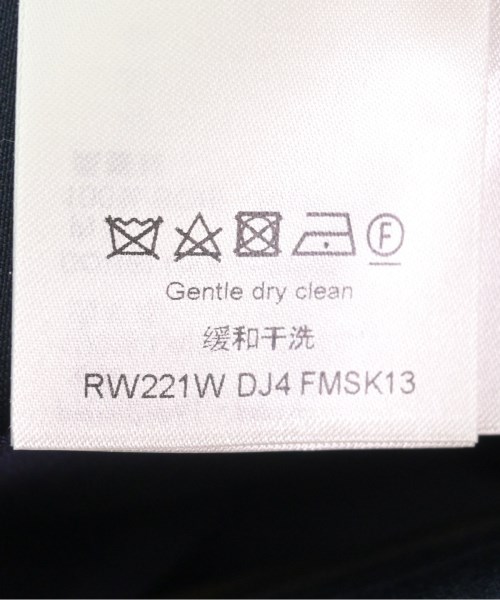 F
Gentle dry clean
缓和干洗
RW221W DJ4 FMSK13